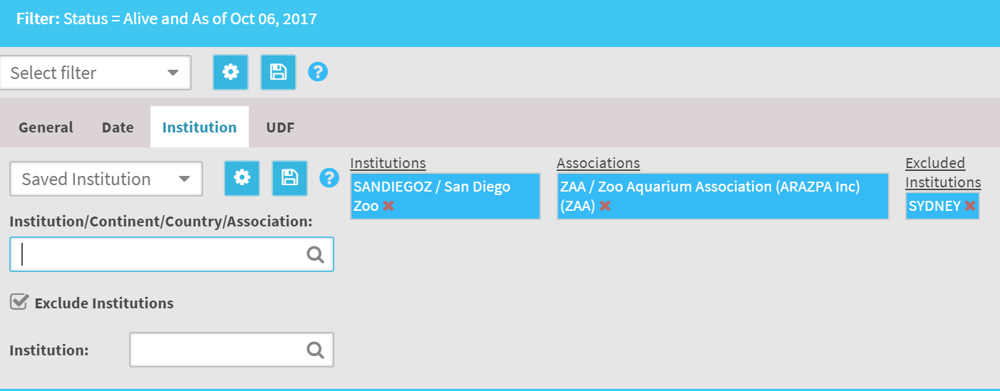 Filter: Status = Alive and As of Oct 06, 2017
Select filter
?
General Date Institution UDF
Saved Institution
?
Institutions
SANDIEGOZ / San Diego
Zoo
Associations
ZAA / Zoo Aquarium Association (ARAZPA Inc)
(ZAA)
Excluded
Institutions
SYDNEY
Institution/Continent/Country/Association:
Exclude Institutions
Institution: